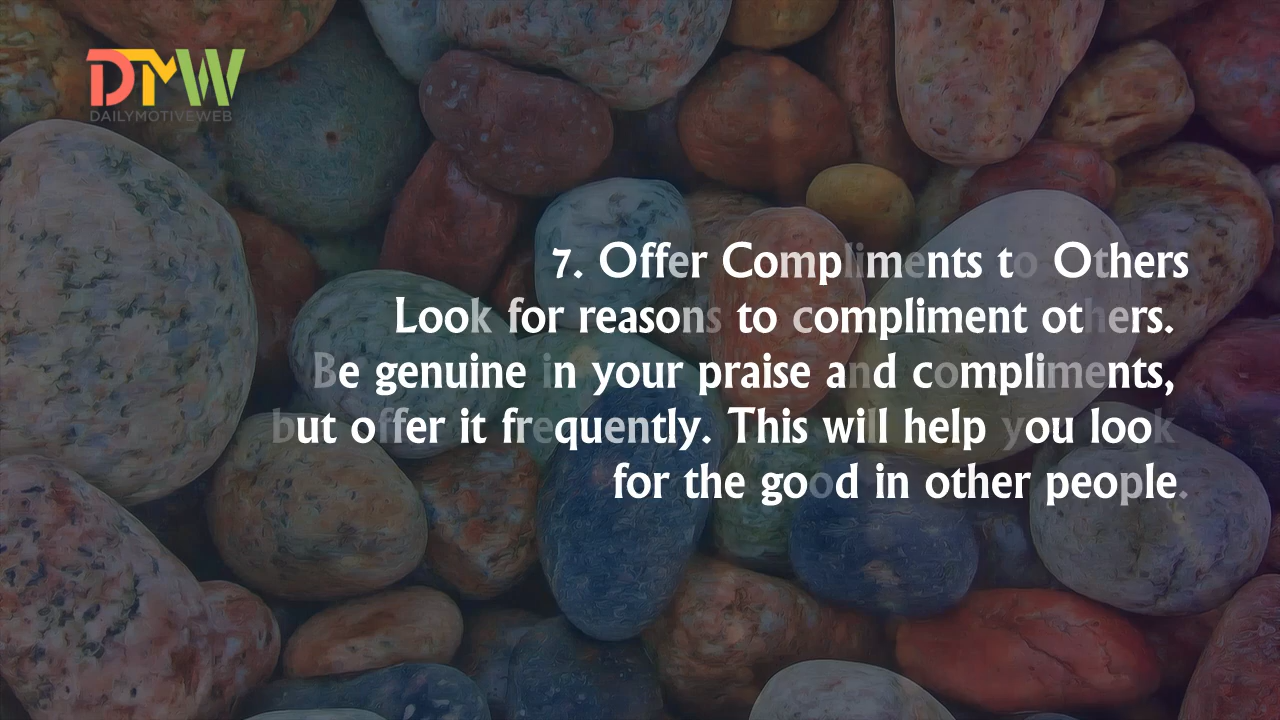 DMW
DAILYMOTIVEWEB
7. Offer Compliments to Others
Look for reasons to compliment others.
Be genuine in your praise and compliments,
but offer it frequently. This will help you look
for the good in other people.